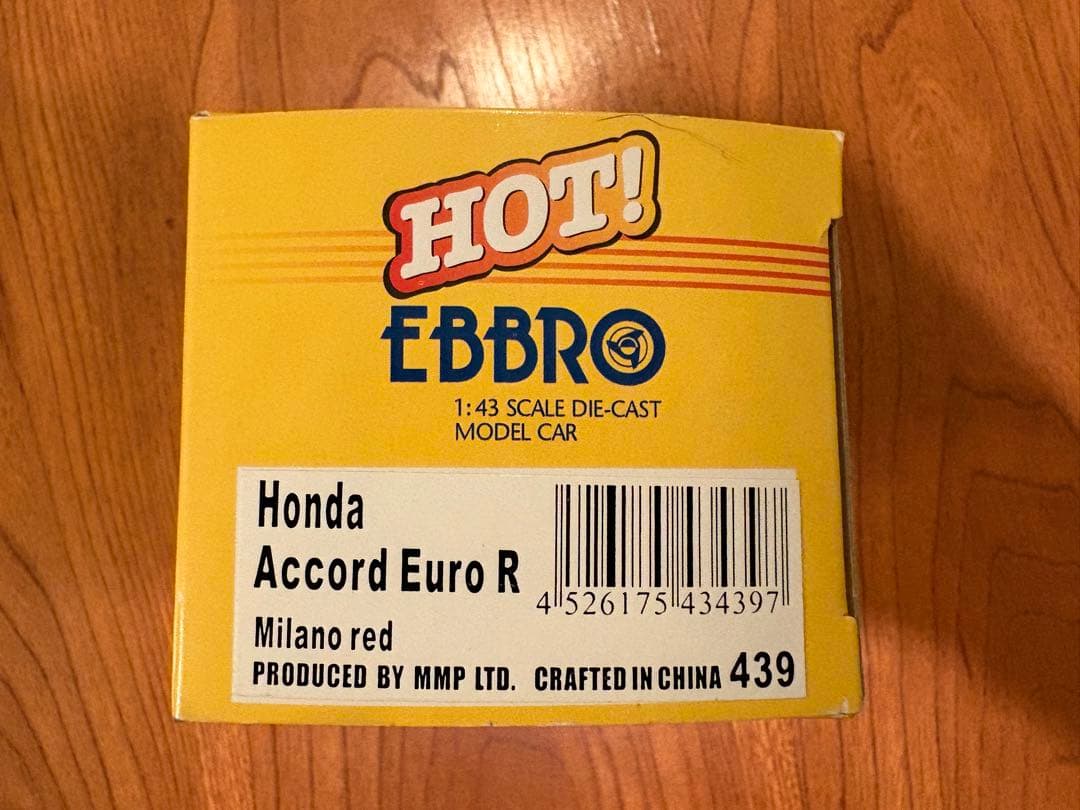 HOT!
EBBRO
1:43 SCALE DIE-CAST
MODEL CAR
Honda
Accord Euro R
4 526175 434397
Milano red
PRODUCED BY MMP LTD. CRAFTED IN CHINA 439